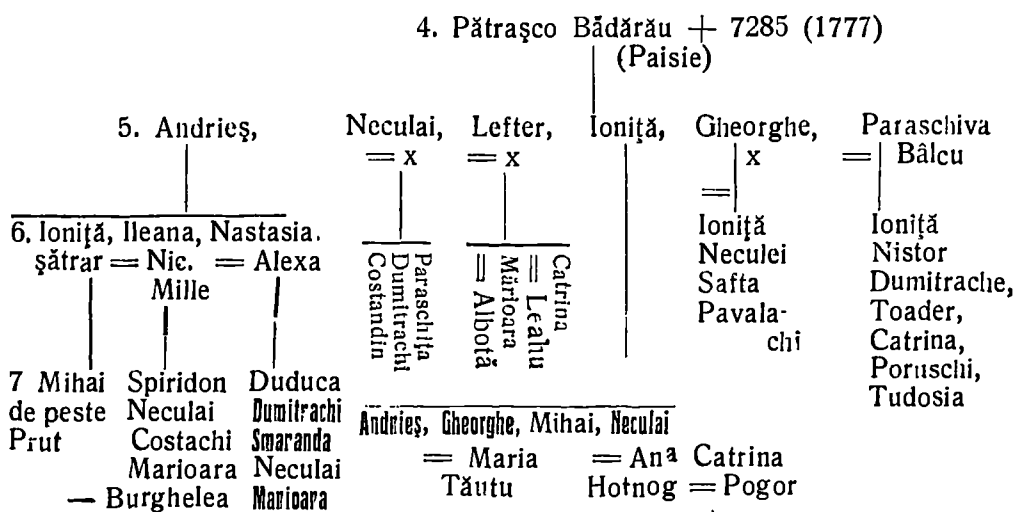 4. Pătraşco Bădărău + 7285 (1777)
(Paisie)
5. Andrieş, Neculai, Lefter, Ioniţă, Gheorghe, Paraschiva
= x = x x = Bâlcu
=
6. Ioniţă, Ileana, Nastasia.
şătrar = Nic. = Alexa
Mille
Paraschiţa
Dumitrachi
Costandin
Catrina
= Leahu
Mărioara
= Albotă
Ioniţă Ioniţă
Neculei Nistor
Safta Dumitrache,
Pavala- Toader,
chi Catrina,
Poruschi,
Tudosia
7 Mihai Spiridon Duduca
de peste Neculai Dumitrachi
Prut Costachi Smaranda
Marioara Neculai
— Burghelea Marioara
Andrieş, Gheorghe, Mihai, Neculai
= Maria = Ana Catrina
Tăutu Hotnog = Pogor